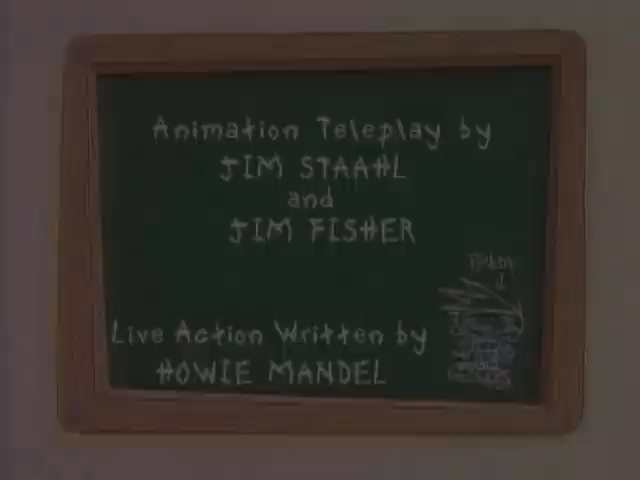 Animation Teleplay by
JIM STAAHL
and
JIM FISHER
Live Action Written by
HOWIE MANDEL